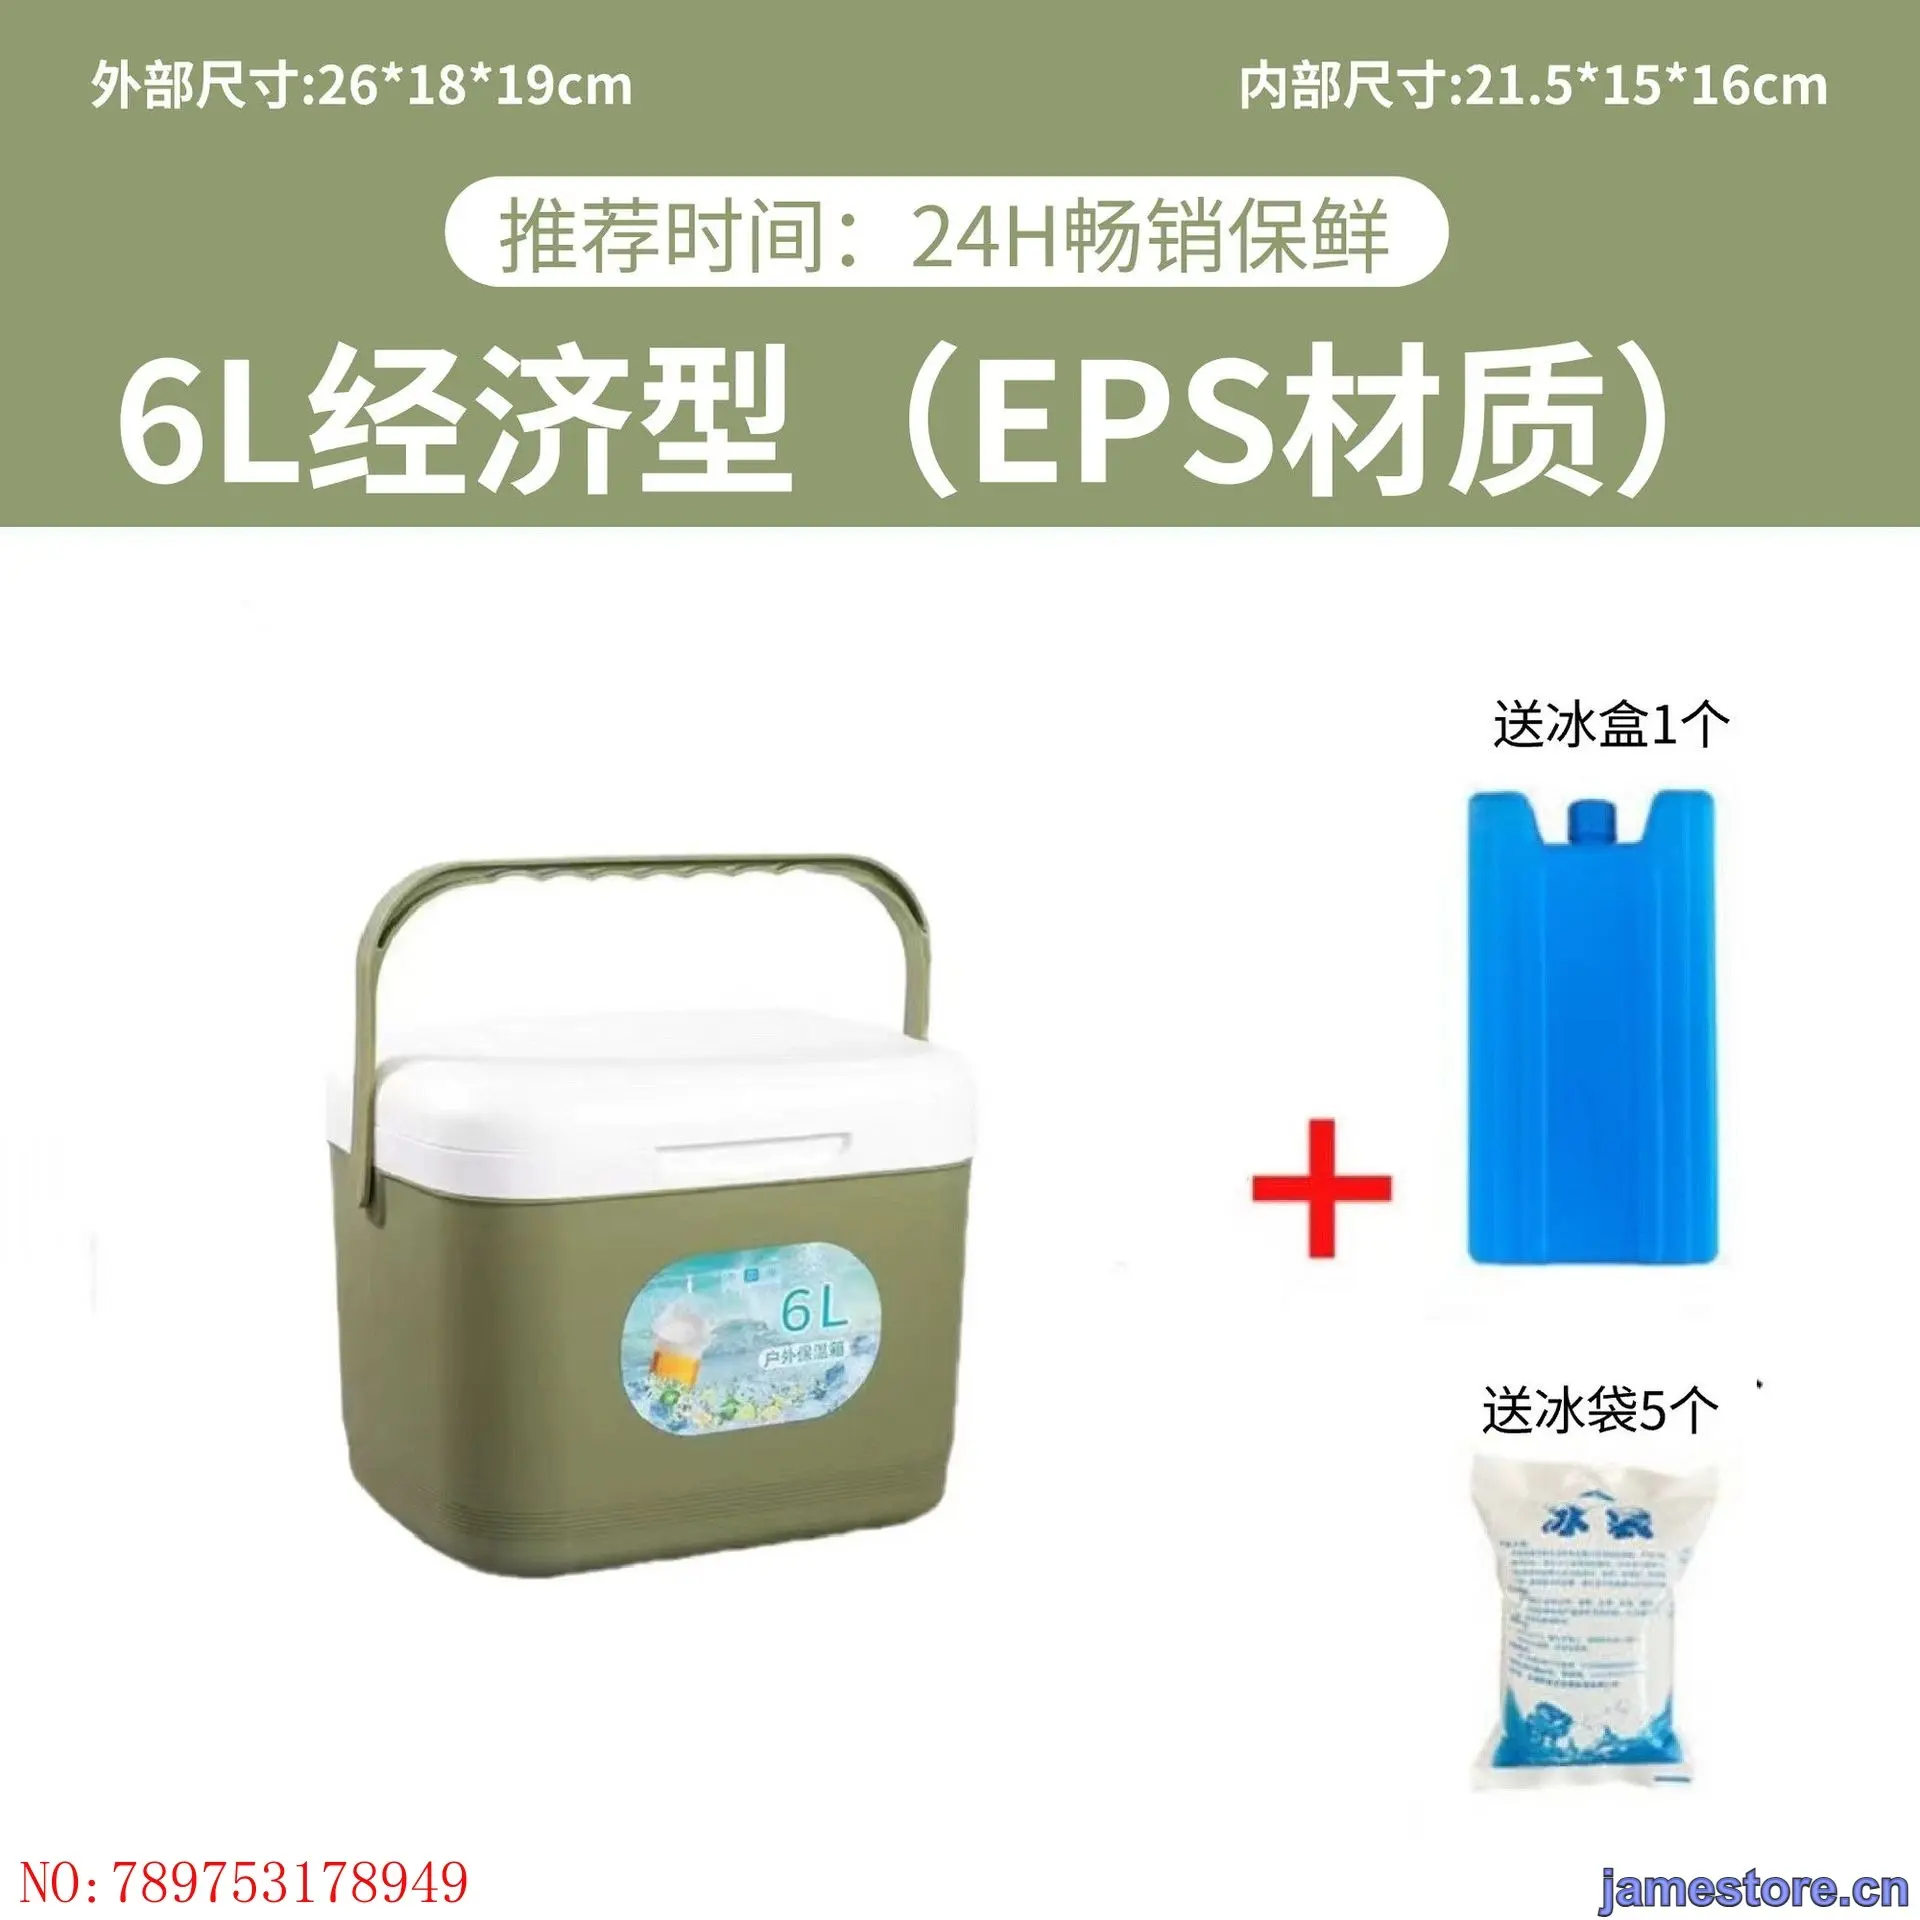 外部尺寸:26*18*19cm
内部尺寸:21.5*15*16cm
推荐时间：24H畅销保鲜
6L经济型（EPS材质）
送冰盒1个
6L
户外保温箱
送冰袋5个
冰袋
NO:789753178949
jamestore.cn